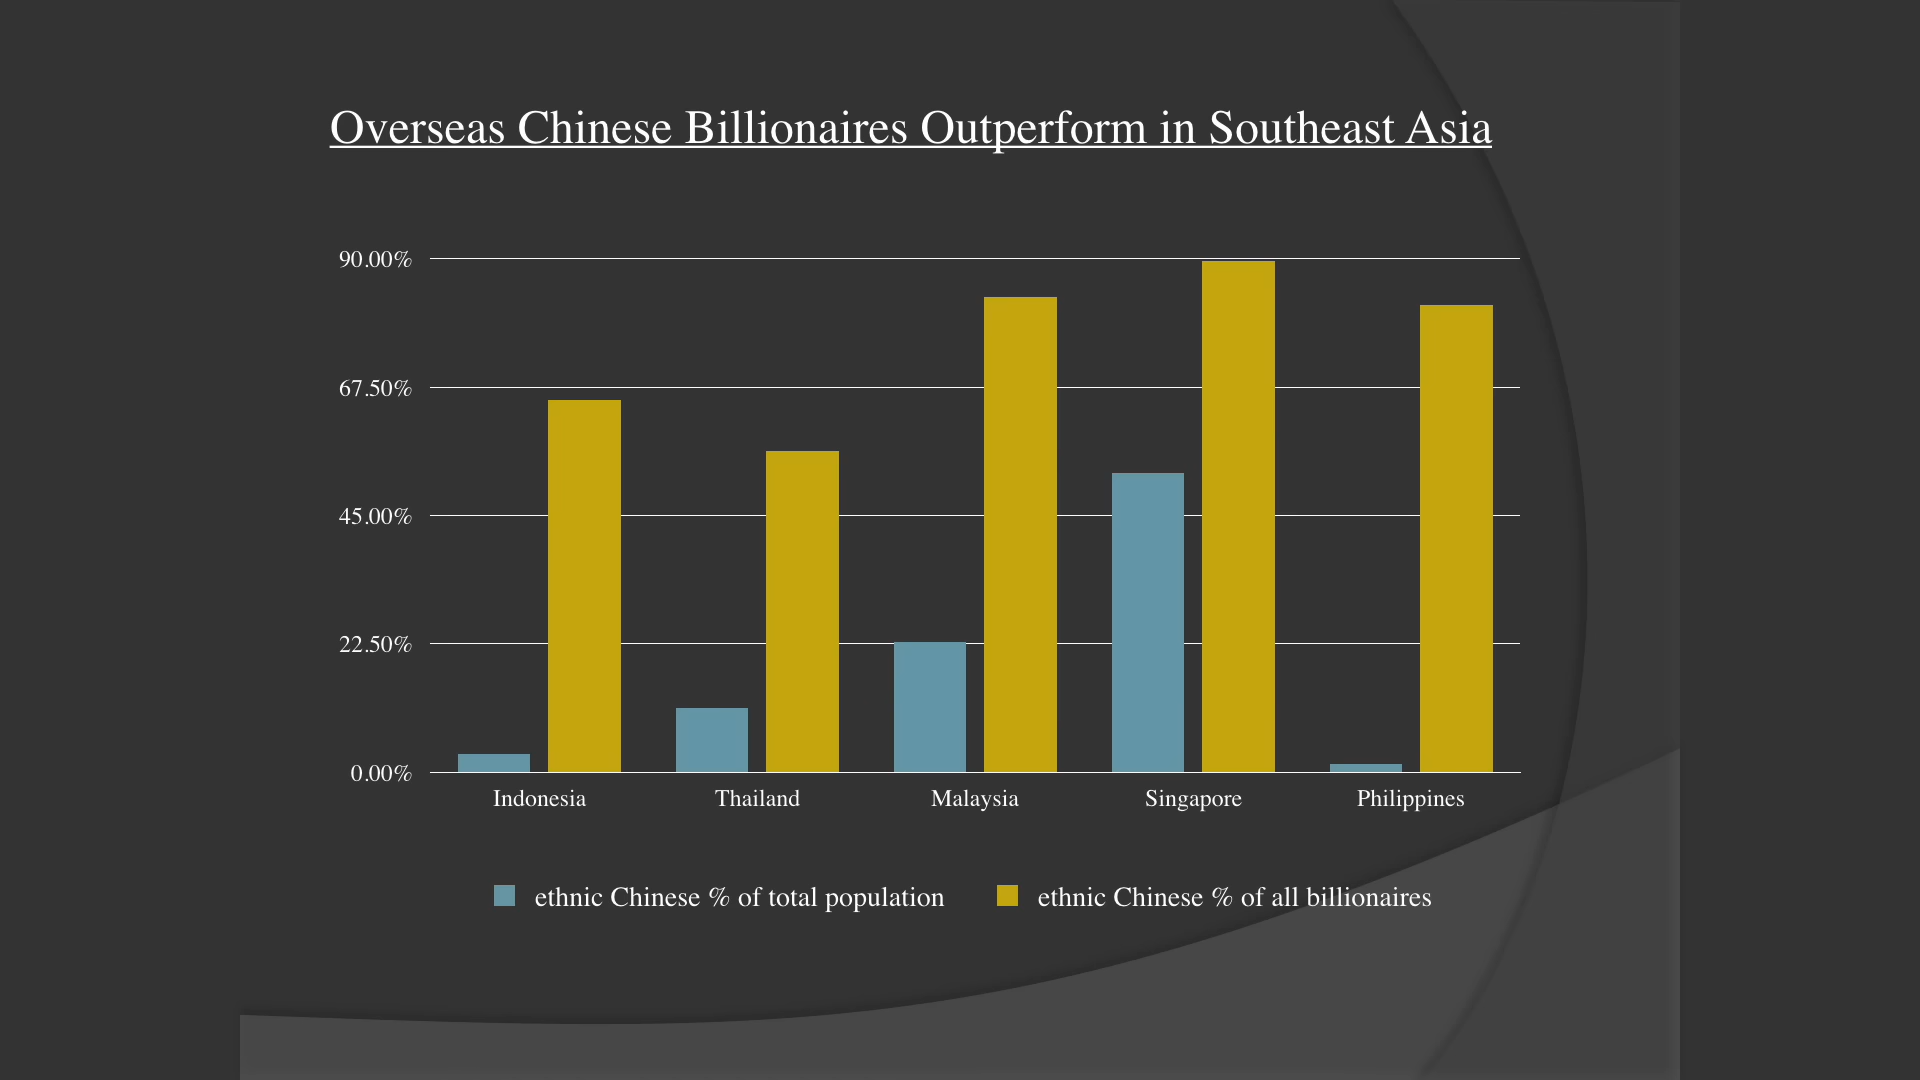 Overseas Chinese Billionaires Outperform in Southeast Asia
90.00%
67.50%
45.00%
22.50%
0.00%
Indonesia Thailand Malaysia Singapore Philippines
ethnic Chinese % of total population ethnic Chinese % of all billionaires